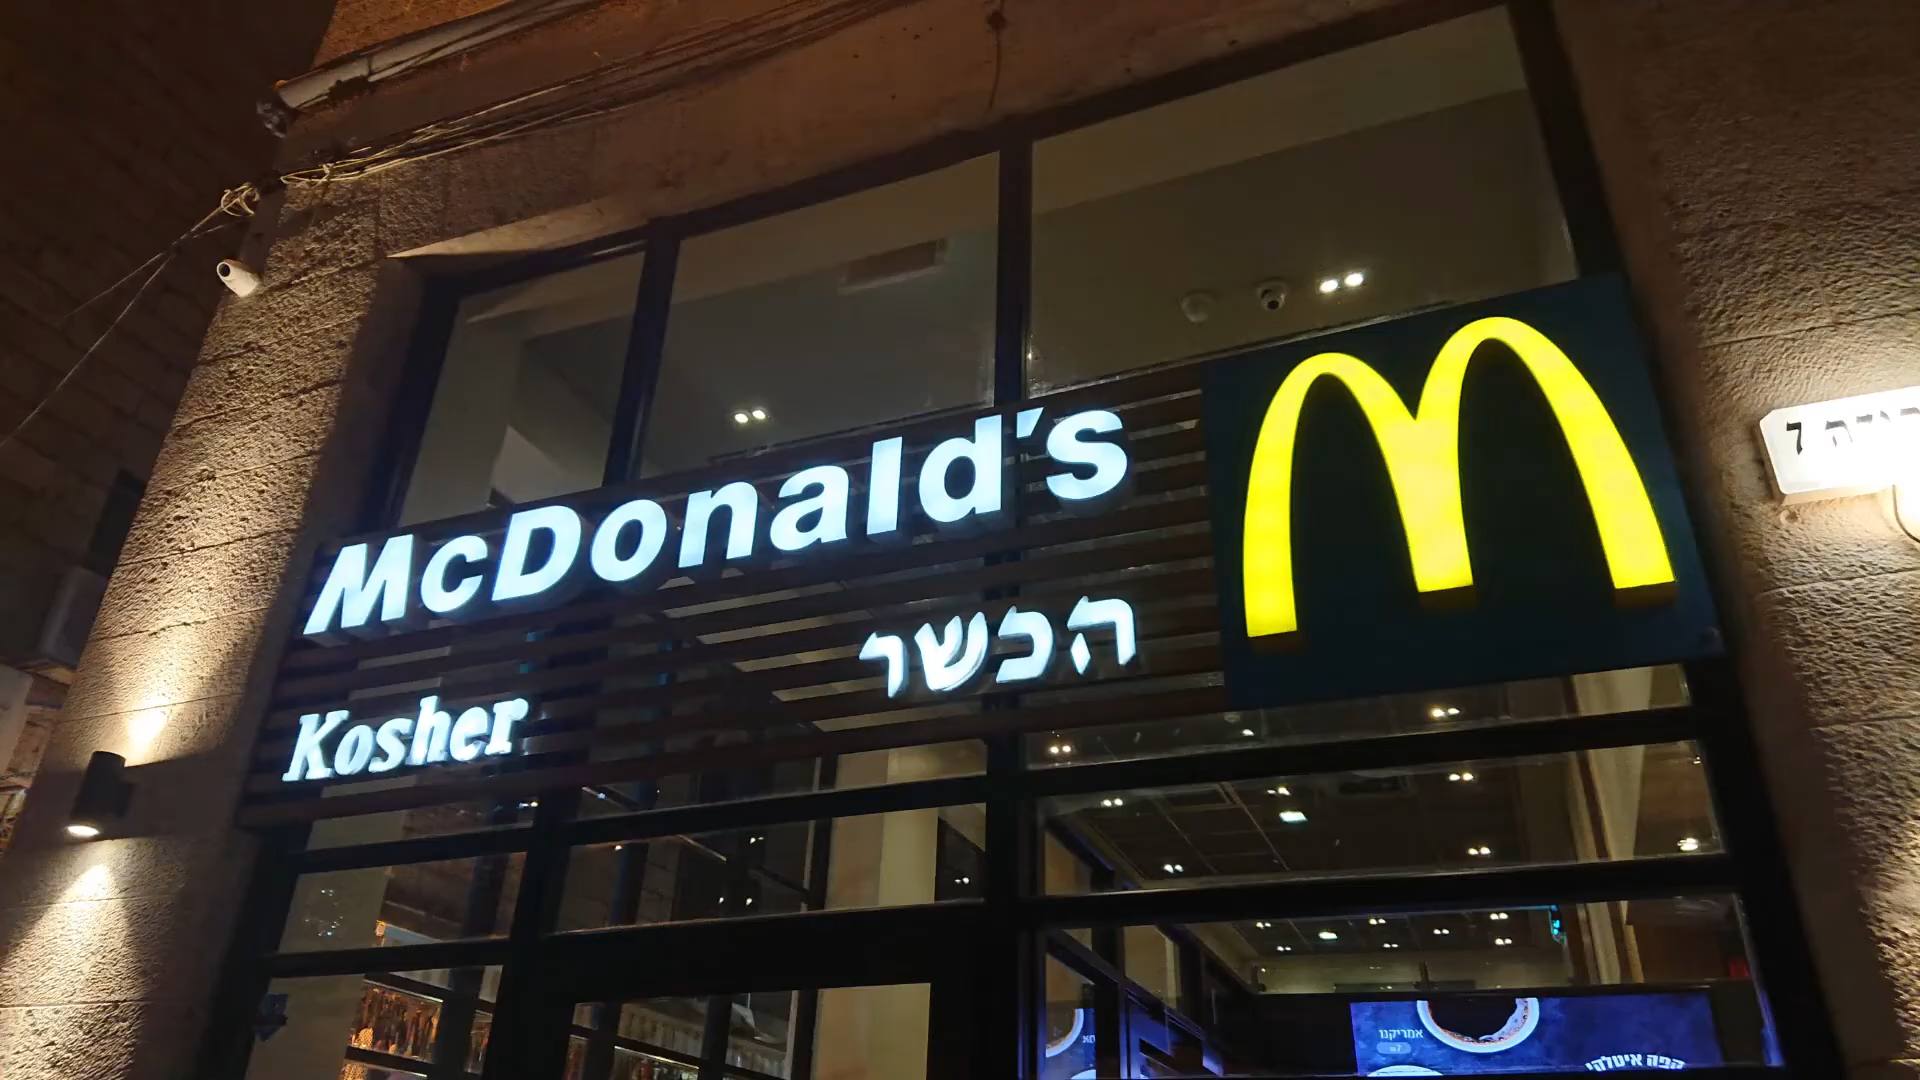 McDonald's
הכשר
Kosher
אמריקנו
קפה איטלקי